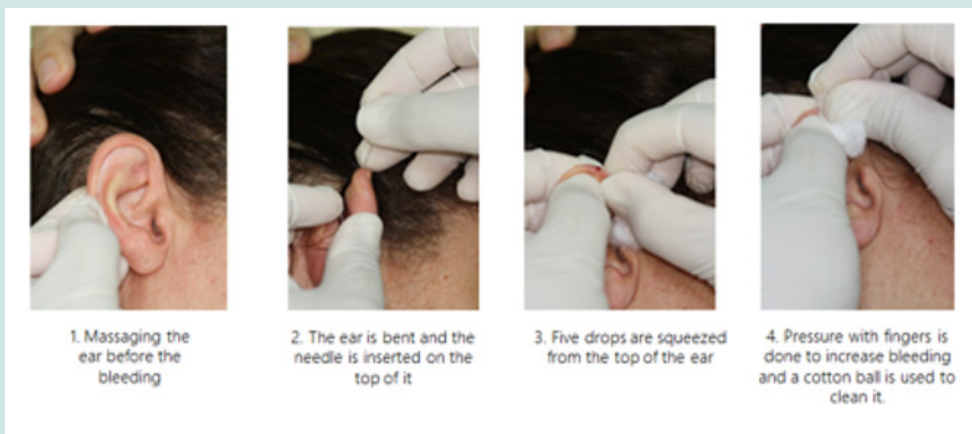 1. Massaging the
ear before the
bleeding
2. The ear is bent and the
needle is inserted on the
top of it
3. Five drops are squeezed
from the top of the ear
4. Pressure with fingers is
done to increase bleeding
and a cotton ball is used to
clean it.